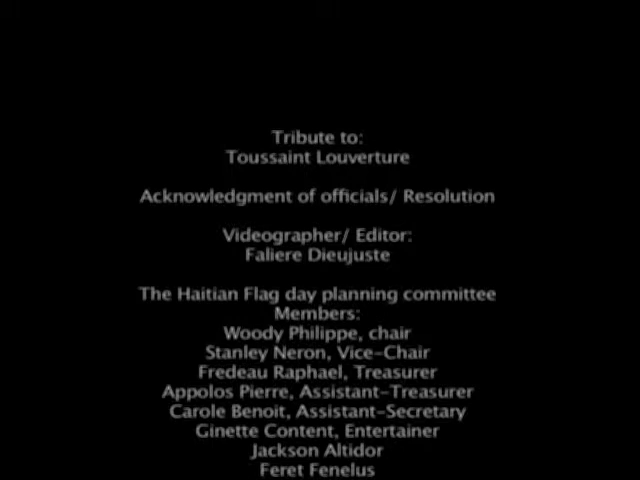 Tribute to:
Toussaint Louverture
Acknowledgment of officials/ Resolution
Videographer/ Editor:
Faliere Dieujuste
The Haitian Flag day planning committee
Members:
Woody Philippe, chair
Stanley Neron, Vice-Chair
Fredeau Raphael, Treasurer
Appolos Pierre, Assistant-Treasurer
Carole Benoit, Assistant-Secretary
Ginette Content, Entertainer
Jackson Altidor
Feret Fenelus